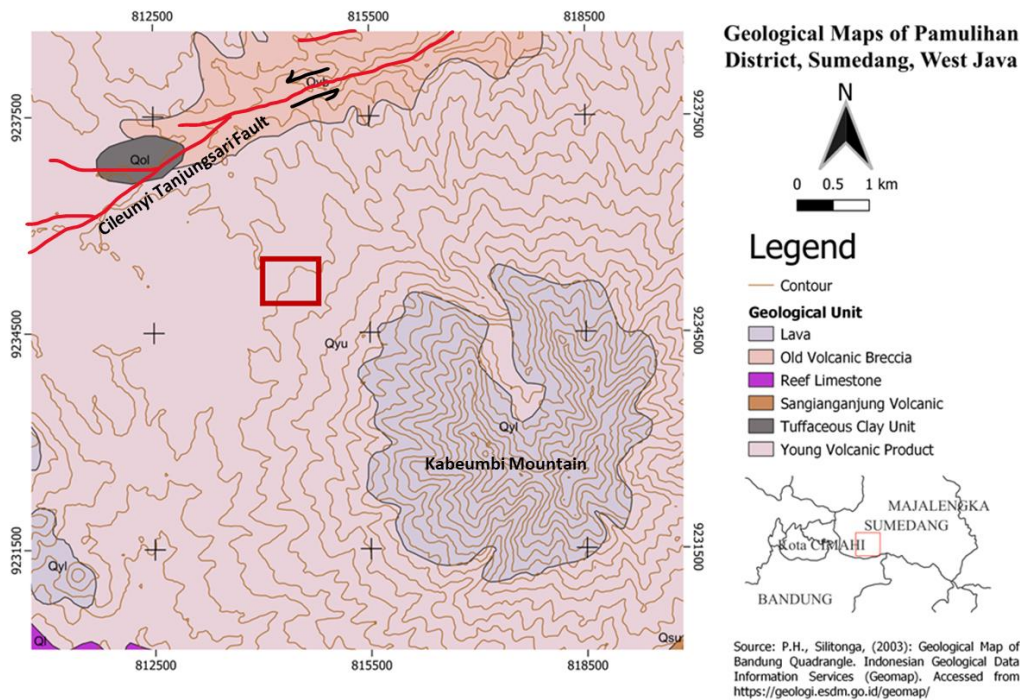 812500
815500
818500
Geological Maps of Pamulihan
District, Sumedang, West Java
N
0 0.5 1 km
Legend
Contour
Geological Unit
Lava
Old Volcanic Breccia
Reef Limestone
Sangianganjung Volcanic
Tuffaceous Clay Unit
Young Volcanic Product
9237500
9237500
Qvb
Qol
Cileunyi Tanjungsari Fault
9234500
9234500
Qyu
Qyl
Kabeumbi Mountain
9231500
9231500
Qyl
Ql
Qsu
812500
815500
818500
MAJALENGKA
SUMEDANG
Kota CIMAHI
BANDUNG
Source: P.H., Silitonga, (2003): Geological Map of
Bandung Quadrangle. Indonesian Geological Data
Information Services (Geomap). Accessed from
https://geologi.esdm.go.id/geomap/